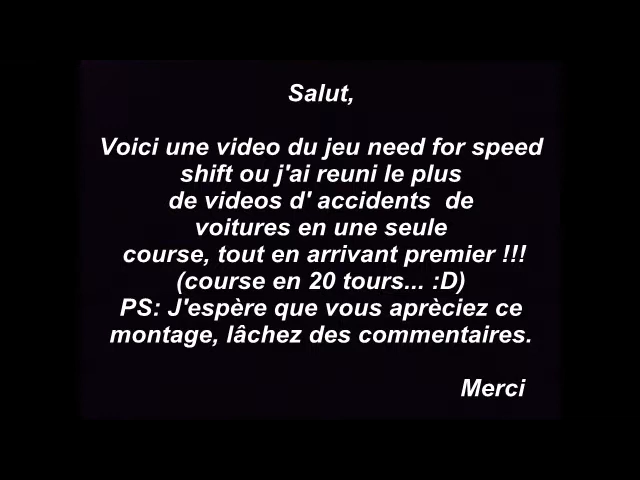 Salut,
Voici une video du jeu need for speed
shift ou j'ai reuni le plus
de videos d' accidents de
voitures en une seule
course, tout en arrivant premier !!!
(course en 20 tours... :D)
PS: J'espère que vous aprèciez ce
montage, lâchez des commentaires.
Merci